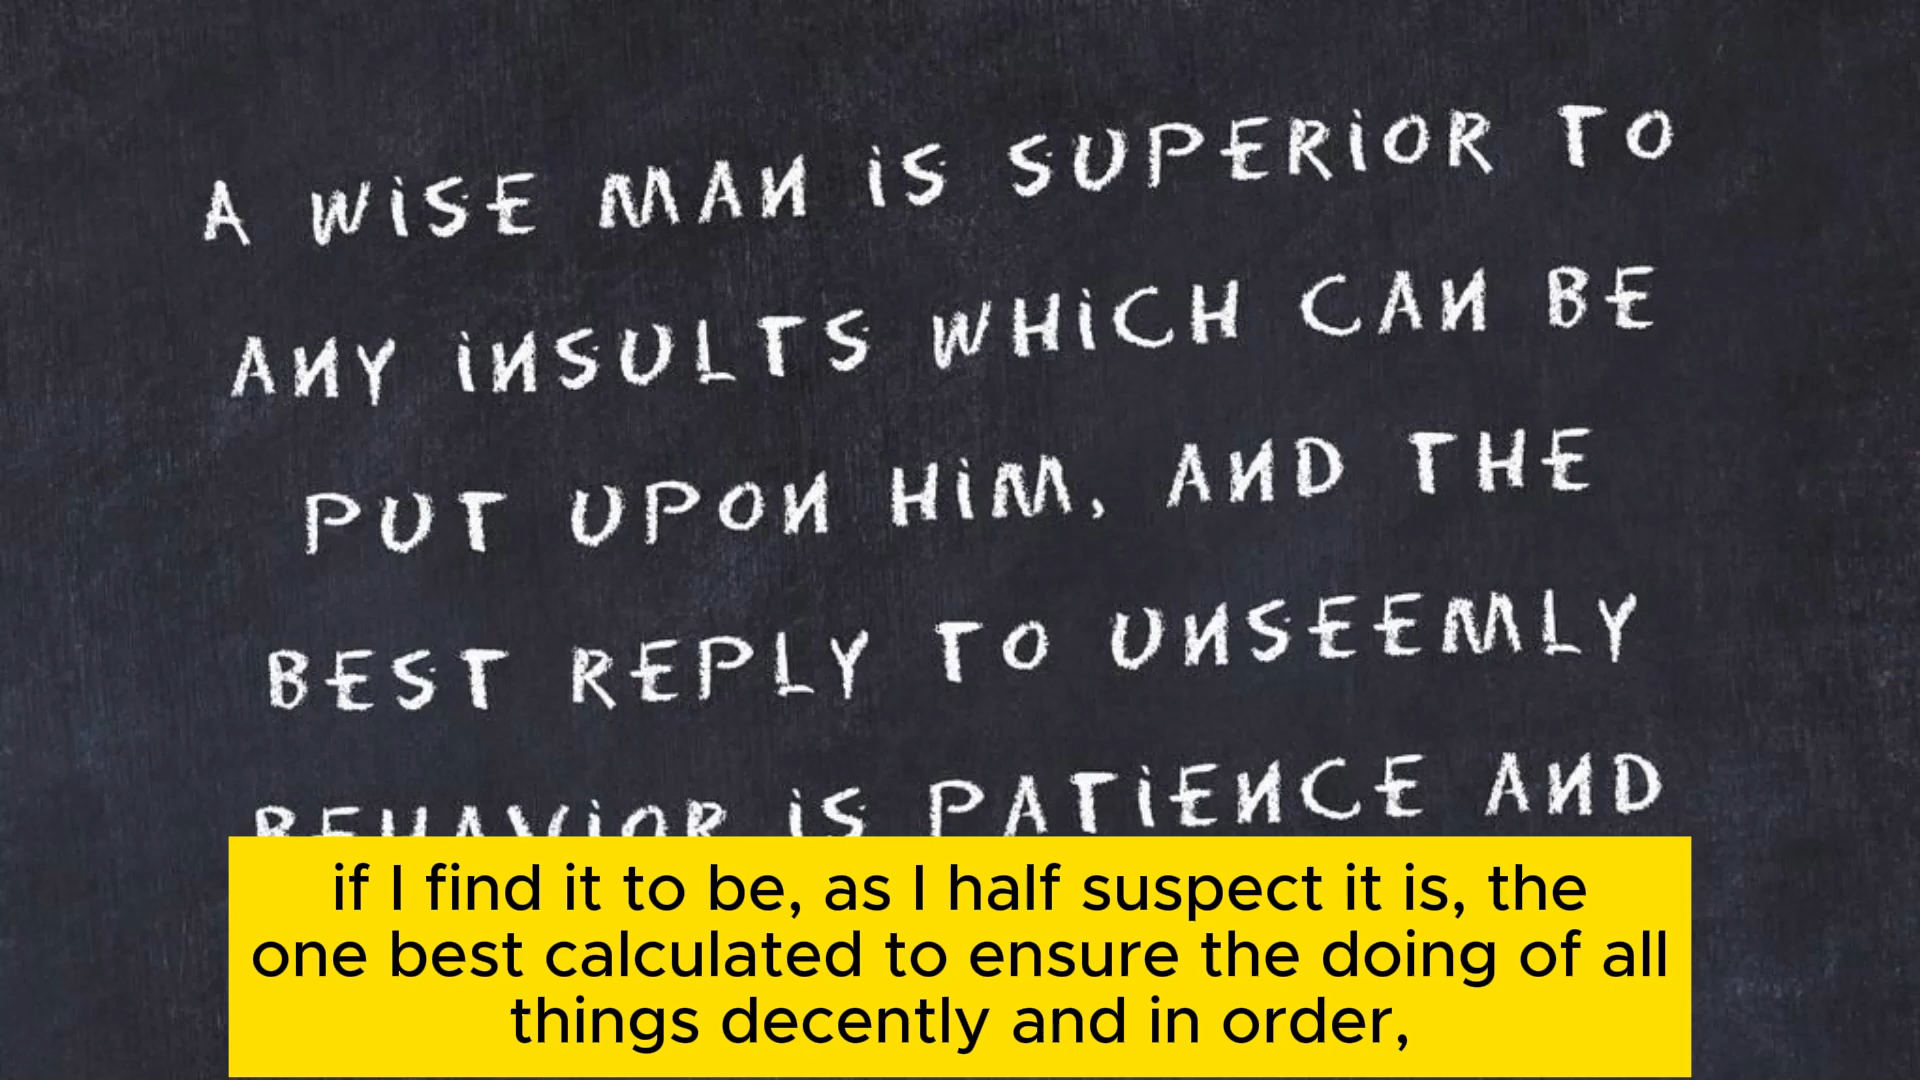 A WiSE MAN iS SUPERiOR TO
ANY iNSULTS WHiCH CAN BE
PUT UPON HiM, AND THE
BEST REPLY TO UNSEEMLY
BEHAViOR iS PATiENCE AND
if I find it to be, as I half suspect it is, the
one best calculated to ensure the doing of all
things decently and in order,